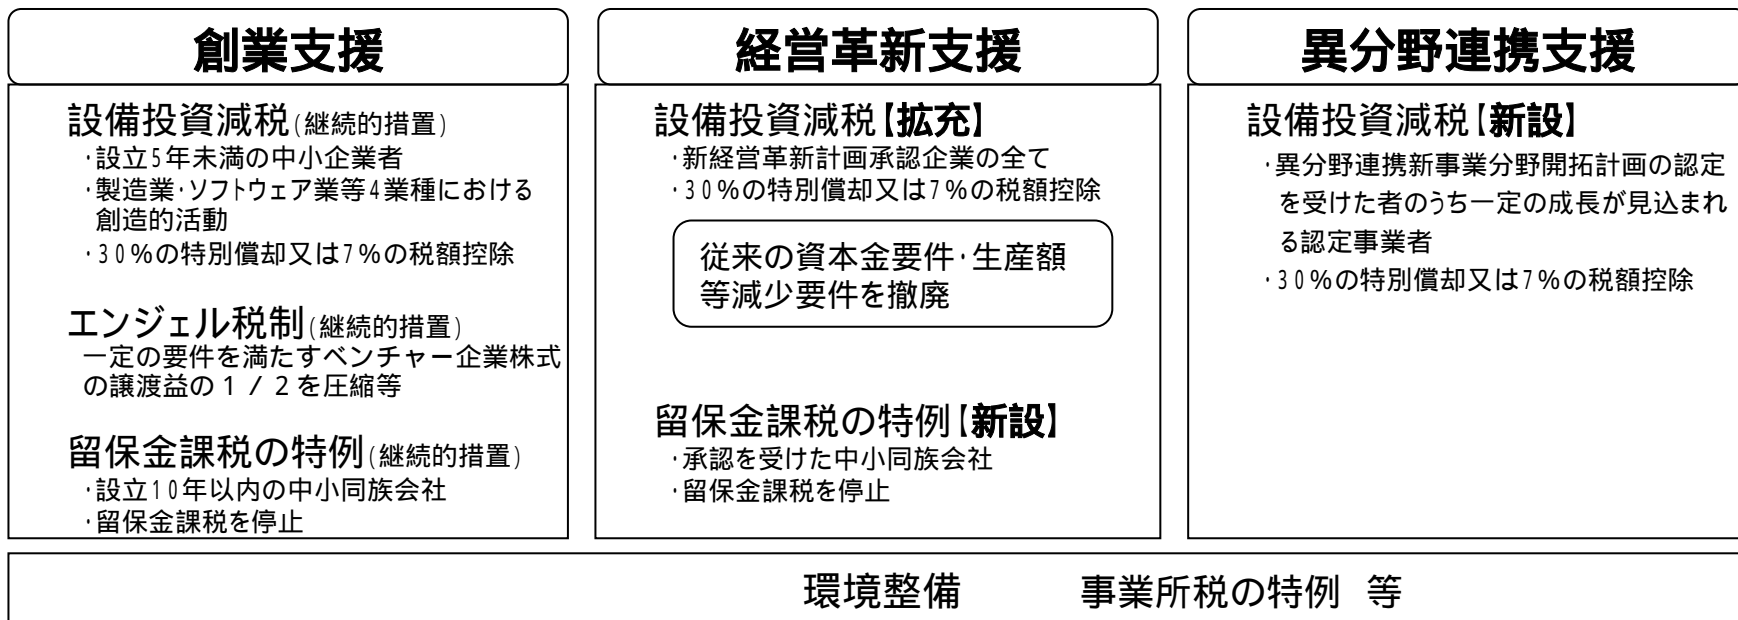 創業支援
設備投資減税(継続的措置)
・設立5年未満の中小企業者
・製造業・ソフトウェア業等4業種における
創造的活動
・30%の特別償却又は7%の税額控除
エンジェル税制(継続的措置)
一定の要件を満たすベンチャー企業株式
の譲渡益の1/2を圧縮等
留保金課税の特例(継続的措置)
・設立10年以内の中小同族会社
・留保金課税を停止
経営革新支援
設備投資減税【拡充】
・新経営革新計画承認企業の全て
・30%の特別償却又は7%の税額控除
従来の資本金要件・生産額
等減少要件を撤廃
留保金課税の特例【新設】
・承認を受けた中小同族会社
・留保金課税を停止
異分野連携支援
設備投資減税【新設】
・異分野連携新事業分野開拓計画の認定
を受けた者のうち一定の成長が見込まれ
る認定事業者
・30%の特別償却又は7%の税額控除
環境整備 事業所税の特例 等